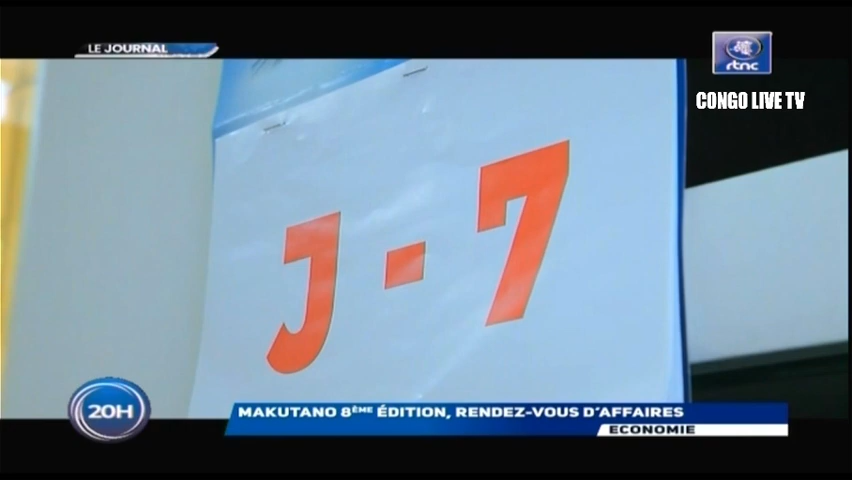 LE JOURNAL
rtnc
CONGO LIVE TV
J-7
20H
MAKUTANO 8ÈME ÉDITION, RENDEZ-VOUS D'AFFAIRES
ECONOMIE